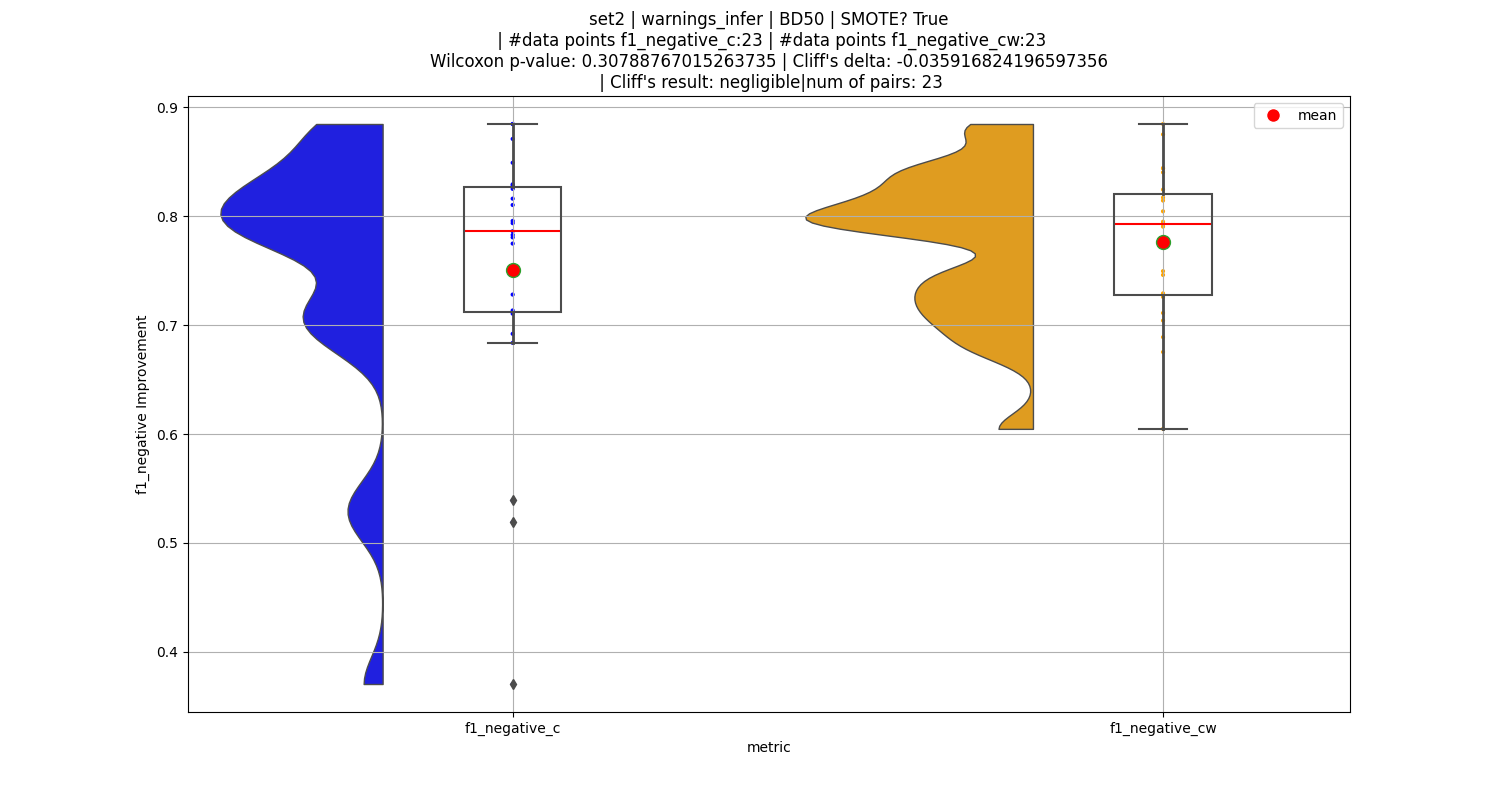 set2 | warnings_infer | BD50 | SMOTE? True
| #data points f1_negative_c:23 | #data points f1_negative_cw:23
Wilcoxon p-value: 0.30788767015263735 | Cliff's delta: -0.035916824196597356
| Cliff's result: negligible|num of pairs: 23
mean
0.9
0.8
0.7
0.6
0.5
0.4
f1_negative Improvement
f1_negative_c
f1_negative_cw
metric